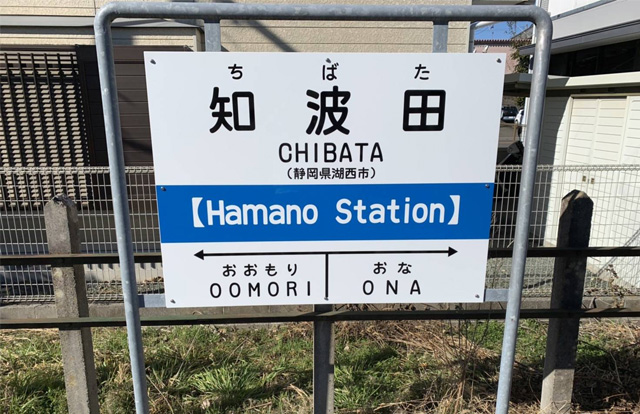 ちばた
知波田
CHIBATA
(静岡県湖西市)
【Hamano Station】
おおもり おな
OOMORI ONA